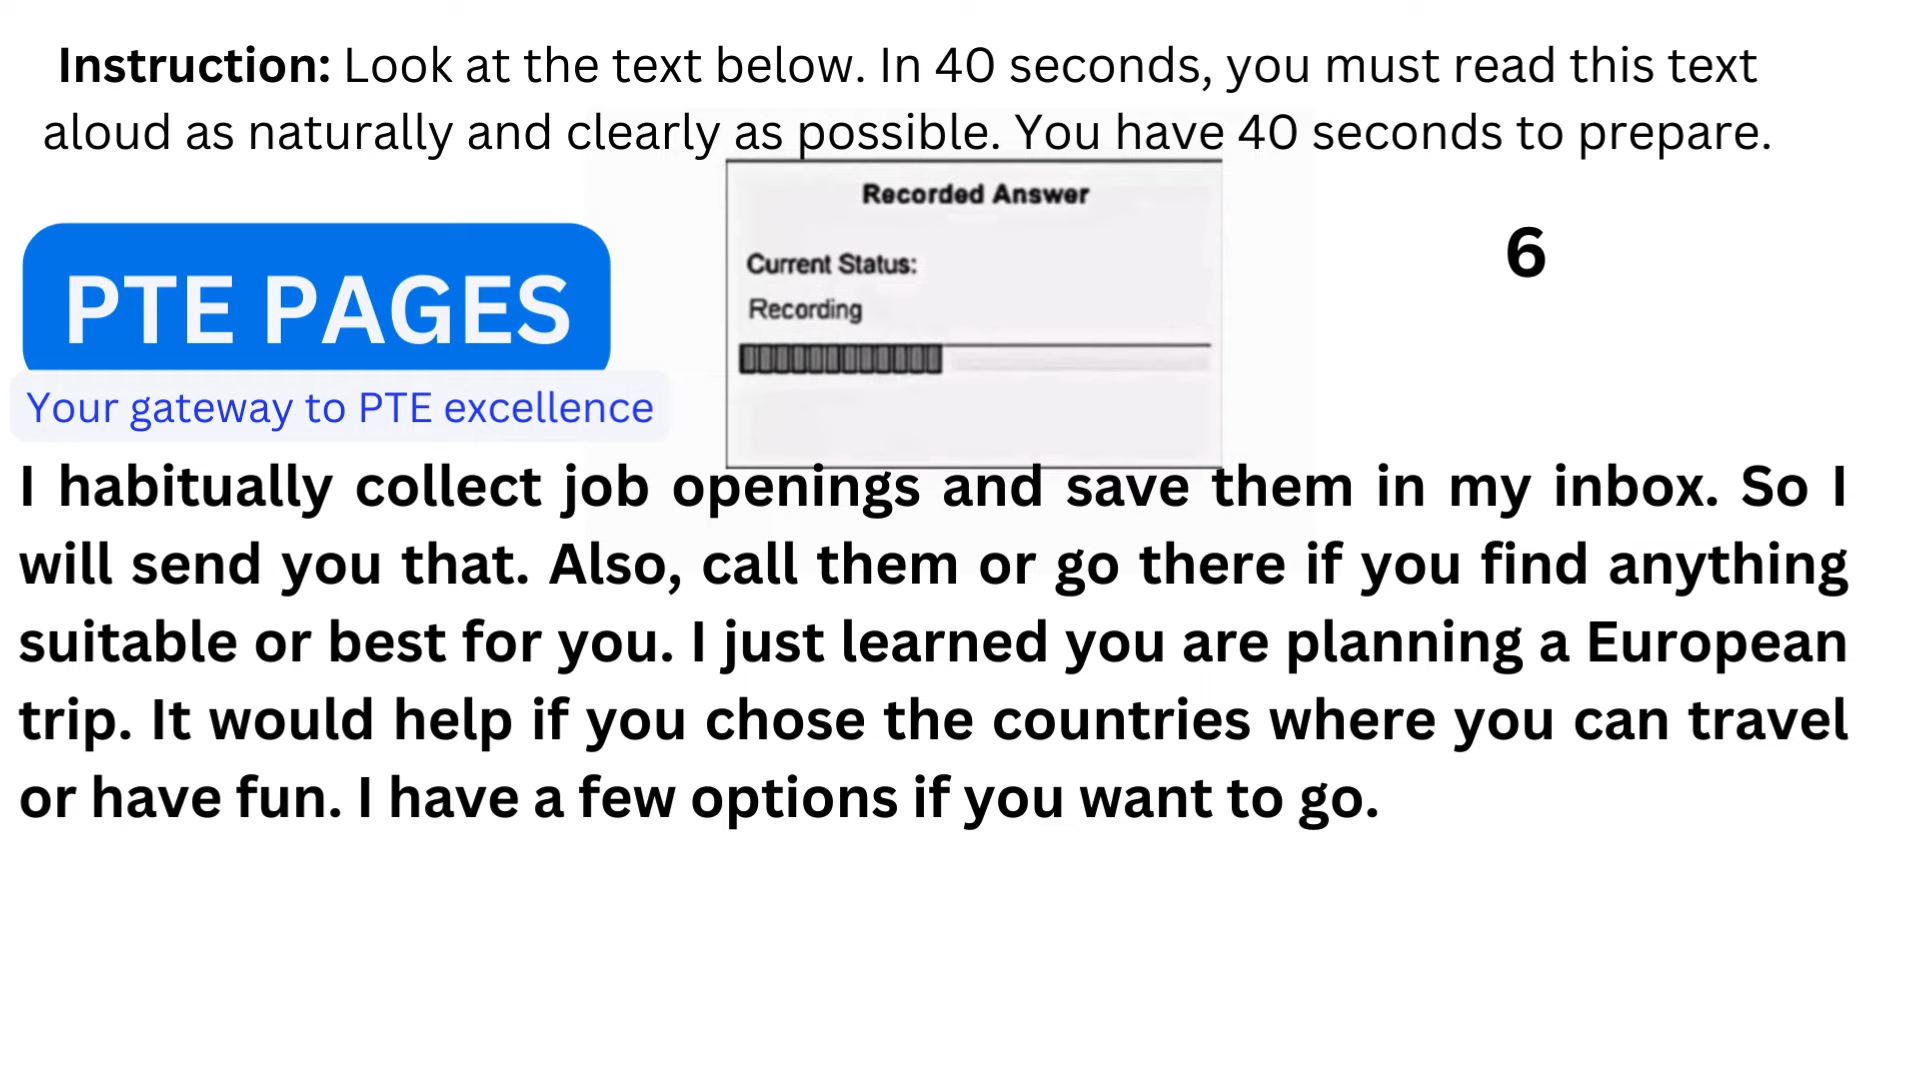 Instruction: Look at the text below. In 40 seconds, you must read this text
aloud as naturally and clearly as possible. You have 40 seconds to prepare.
Recorded Answer
6
Current Status:
Recording
PTE PAGES
Your gateway to PTE excellence
I habitually collect job openings and save them in my inbox. So I
will send you that. Also, call them or go there if you find anything
suitable or best for you. I just learned you are planning a European
trip. It would help if you chose the countries where you can travel
or have fun. I have a few options if you want to go.